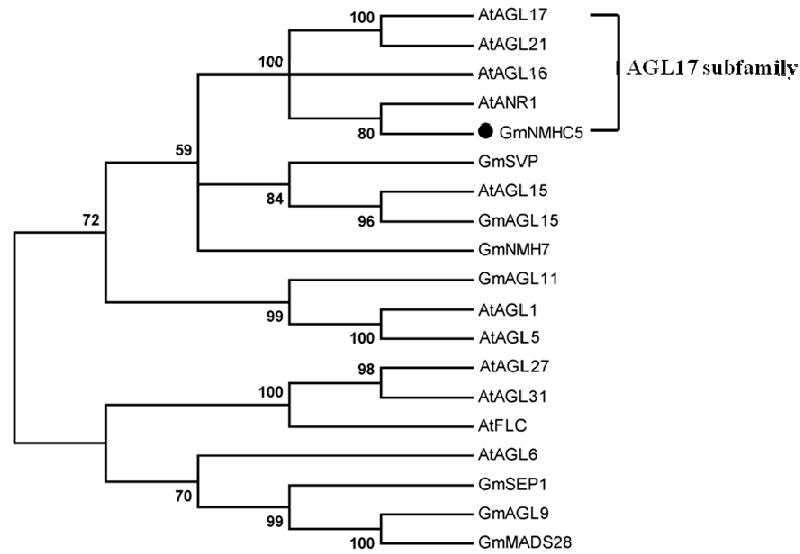 100
AtAGL17
AtAGL21
AGL17 subfamily
100
AtAGL16
AtANR1
80
GmNMHC5
59
GmSVP
84
AtAGL15
96
GmAGL15
72
GmNMH7
GmAGL11
99
AtAGL1
100
AtAGL5
98
AtAGL27
100
AtAGL31
AtFLC
AtAGL6
70
GmSEP1
99
GmAGL9
100
GmMADS28